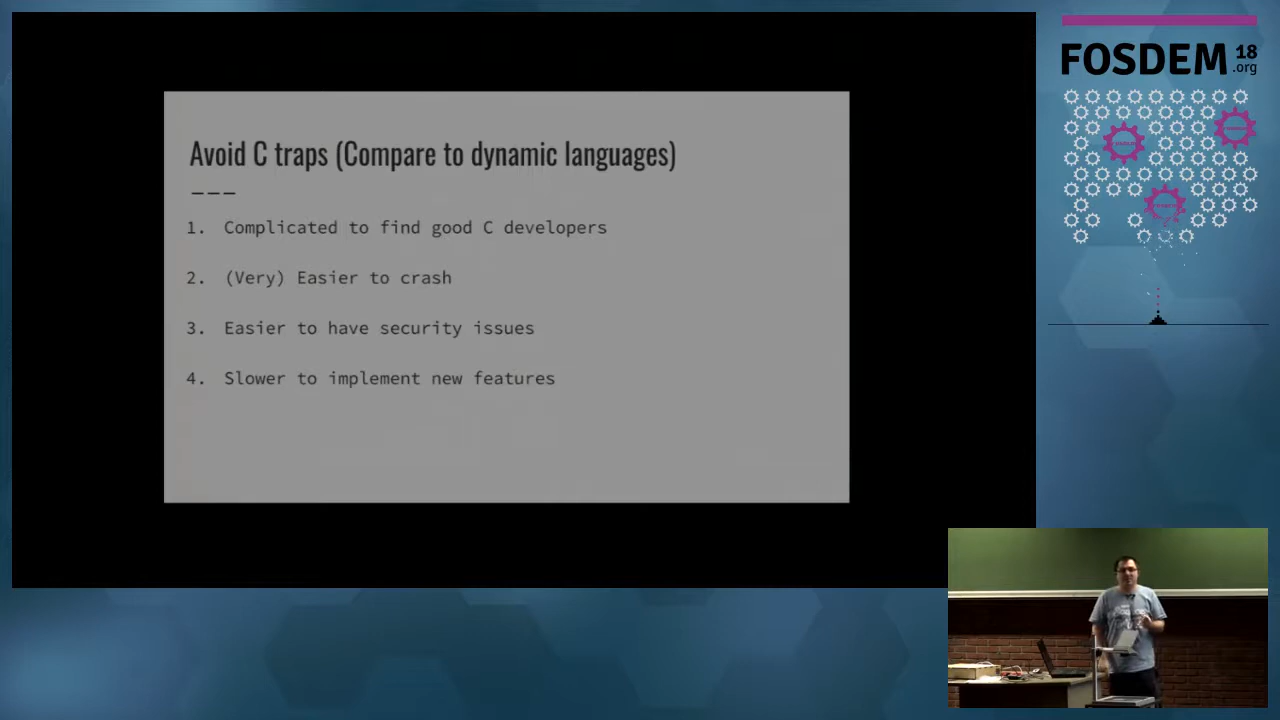 Avoid C traps (Compare to dynamic languages)
1. Complicated to find good C developers
2. (Very) Easier to crash
3. Easier to have security issues
4. Slower to implement new features
FOSDEM 18
.org